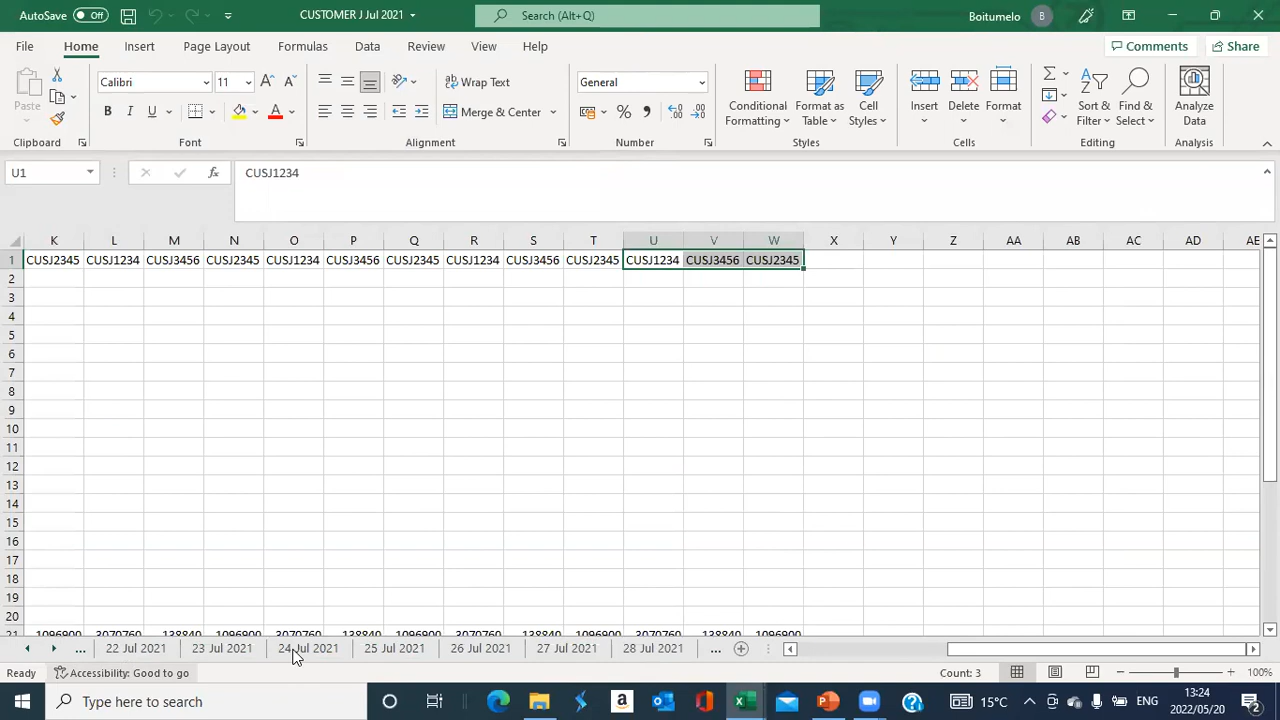 AutoSave Off CUSTOMER J Jul 2021 Search (Alt+Q) Boitumelo B
File Home Insert Page Layout Formulas Data Review View Help Comments Share
Paste Calibri 11 Wrap Text General Conditional Formatting Format as Table Cell Styles Insert Delete Format Sort & Filter Find & Select Analyze Data
B I U Merge & Center
Clipboard Font Alignment Number Styles Cells Editing Analysis
U1 fx CUSJ1234
K L M N O P Q R S T U V W X Y Z AA AB AC AD AE
1 CUSJ2345 CUSJ1234 CUSJ3456 CUSJ2345 CUSJ1234 CUSJ3456 CUSJ2345 CUSJ1234 CUSJ3456 CUSJ2345 CUSJ1234 CUSJ3456 CUSJ2345
2
3
4
5
6
7
8
9
10
11
12
13
14
15
16
17
18
19
20
21 1096900 3070760 138840 1096900 3070760 138840 1096900 3070760 138840 1096900 3070760 138840 1096900
... 22 Jul 2021 23 Jul 2021 24 Jul 2021 25 Jul 2021 26 Jul 2021 27 Jul 2021 28 Jul 2021 ...
Ready Accessibility: Good to go Count: 3 100%
Type here to search 15°C ENG 13:24
2022/05/20 2